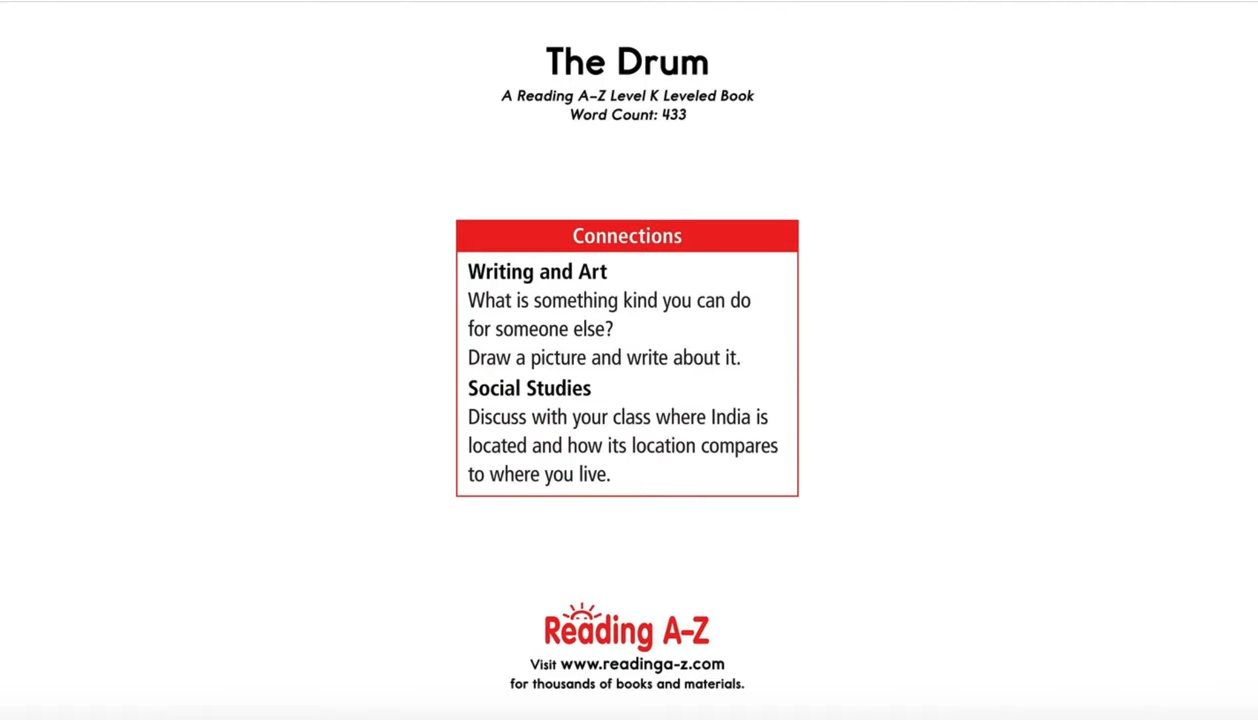 The Drum
A Reading A–Z Level K Leveled Book
Word Count: 433
Connections
Writing and Art
What is something kind you can do
for someone else?
Draw a picture and write about it.
Social Studies
Discuss with your class where India is
located and how its location compares
to where you live.
Reading A–Z
Visit www.readinga-z.com
for thousands of books and materials.